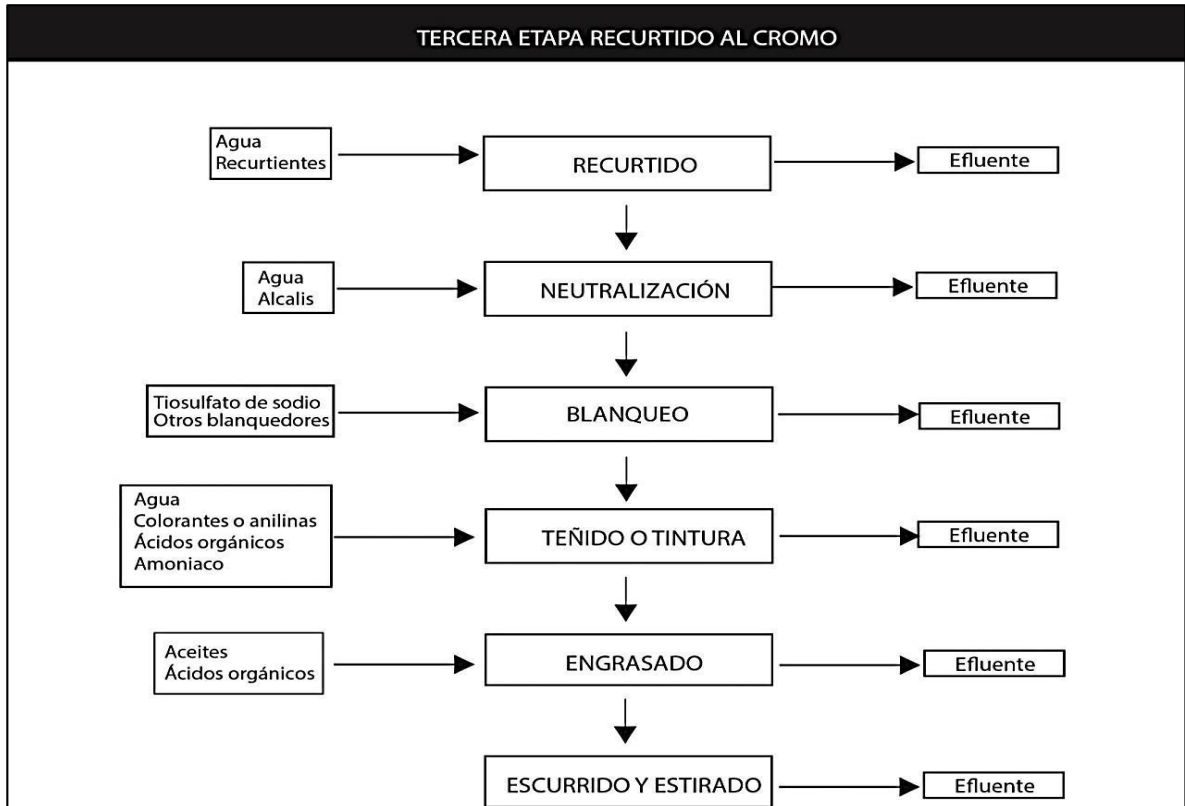 TERCERA ETAPA RECURTIDO AL CROMO
Agua
Recurtientes
RECURTIDO
Efluente
Agua
Alcalis
NEUTRALIZACIÓN
Efluente
Tiosulfato de sodio
Otros blanquedores
BLANQUEO
Efluente
Agua
Colorantes o anilinas
Ácidos orgánicos
Amoniaco
TEÑIDO O TINTURA
Efluente
Aceites
Ácidos orgánicos
ENGRASADO
Efluente
ESCURRIDO Y ESTIRADO
Efluente